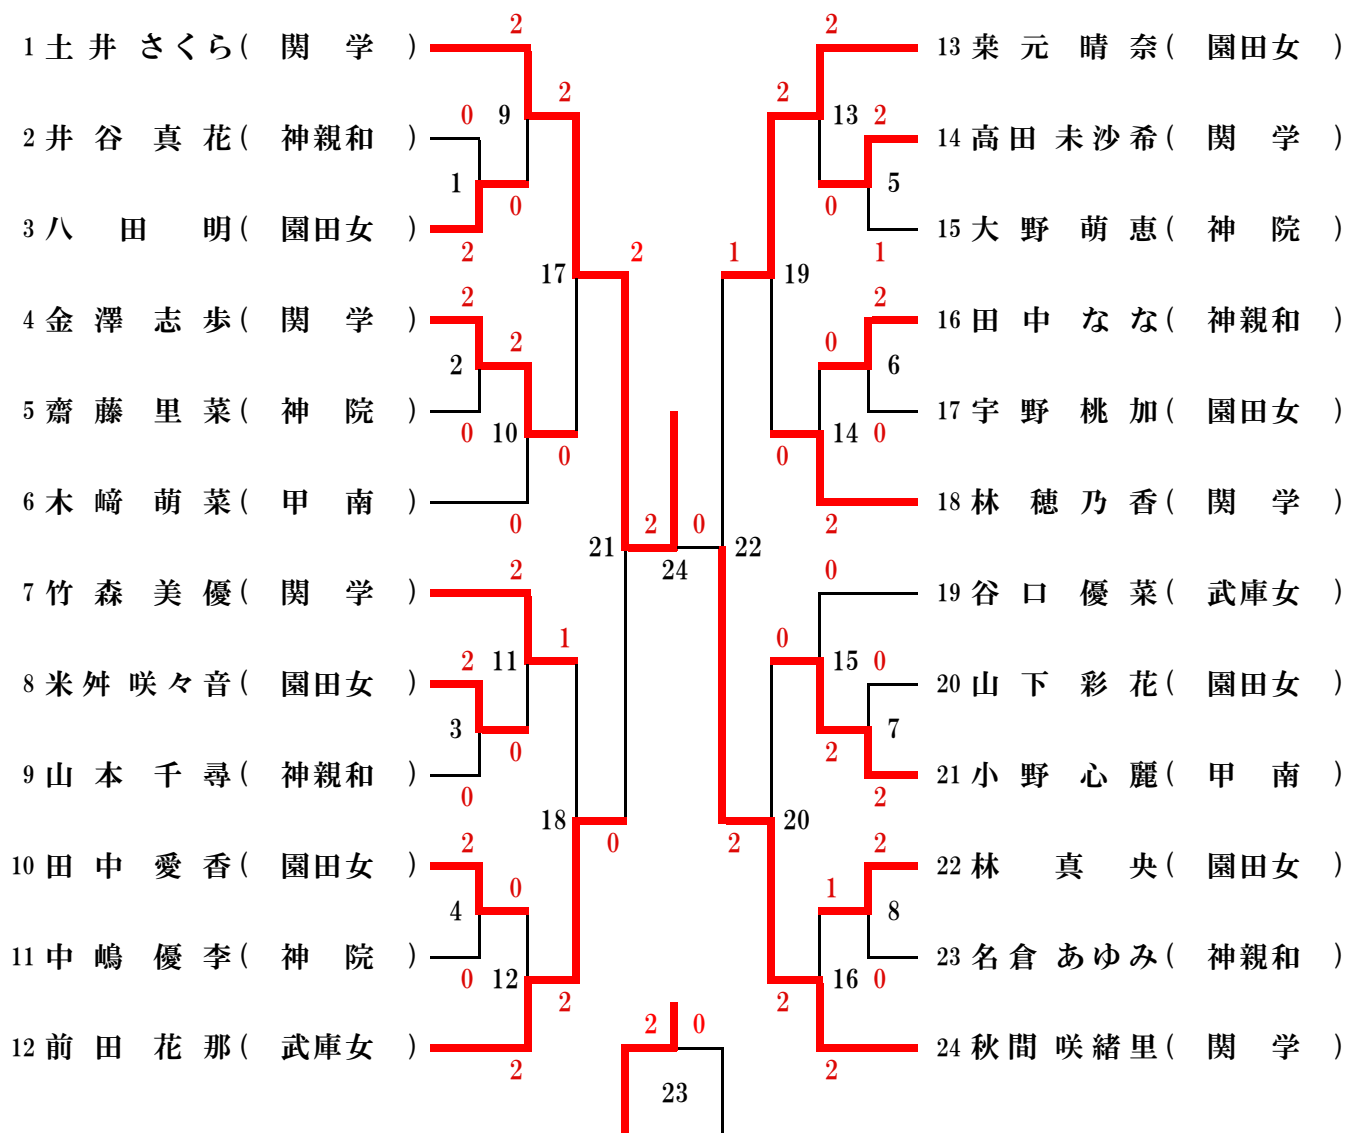 2 2
1 土井 さくら( 関 学 ) 13 桒元 晴奈( 園田女 )
2 2
0 9 13 2
2 井谷 真花( 神親和 ) 14 高田 未沙希( 関 学 )
1 5
0 0
3 八田 明( 園田女 ) 15 大野 萌恵( 神 院 )
2 2 1 1
17 19
2 2
4 金澤 志歩( 関 学 ) 16 田中 なな( 神親和 )
2 0
2 6
5 齋藤 里菜( 神 院 ) 17 宇野 桃加( 園田女 )
0 10 14 0
0 0
6 木﨑 萌菜( 甲 南 ) 18 林 穂乃香( 関 学 )
0 2 0 2
21 22
24
2 0
7 竹森 美優( 関 学 ) 19 谷口 優菜( 武庫女 )
1 0
2 11 15 0
8 米舛 咲々音( 園田女 ) 20 山下 彩花( 園田女 )
3 7
0 2
9 山本 千尋( 神親和 ) 21 小野 心麗( 甲 南 )
0 2
18 20
2 0 2 2
10 田中 愛香( 園田女 ) 22 林 真央( 園田女 )
0 1
4 8
11 中嶋 優李( 神 院 ) 23 名倉 あゆみ( 神親和 )
0 12 16 0
2 2
2 0
12 前田 花那( 武庫女 ) 24 秋間 咲緒里( 関 学 )
2 2
23